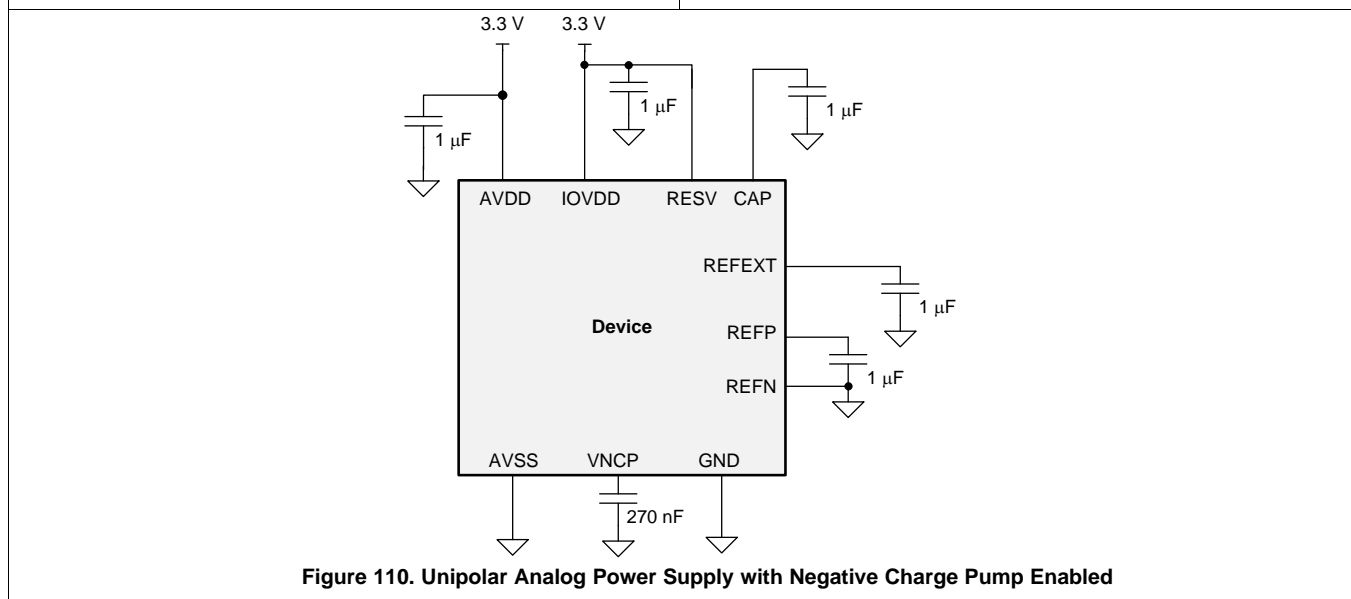 3.3 V 3.3 V
1 μF
1 μF
1 μF
AVDD IOVDD RESV CAP
REFEXT
1 μF
Device
REFP
1 μF
REFN
AVSS VNCP GND
270 nF
Figure 110. Unipolar Analog Power Supply with Negative Charge Pump Enabled